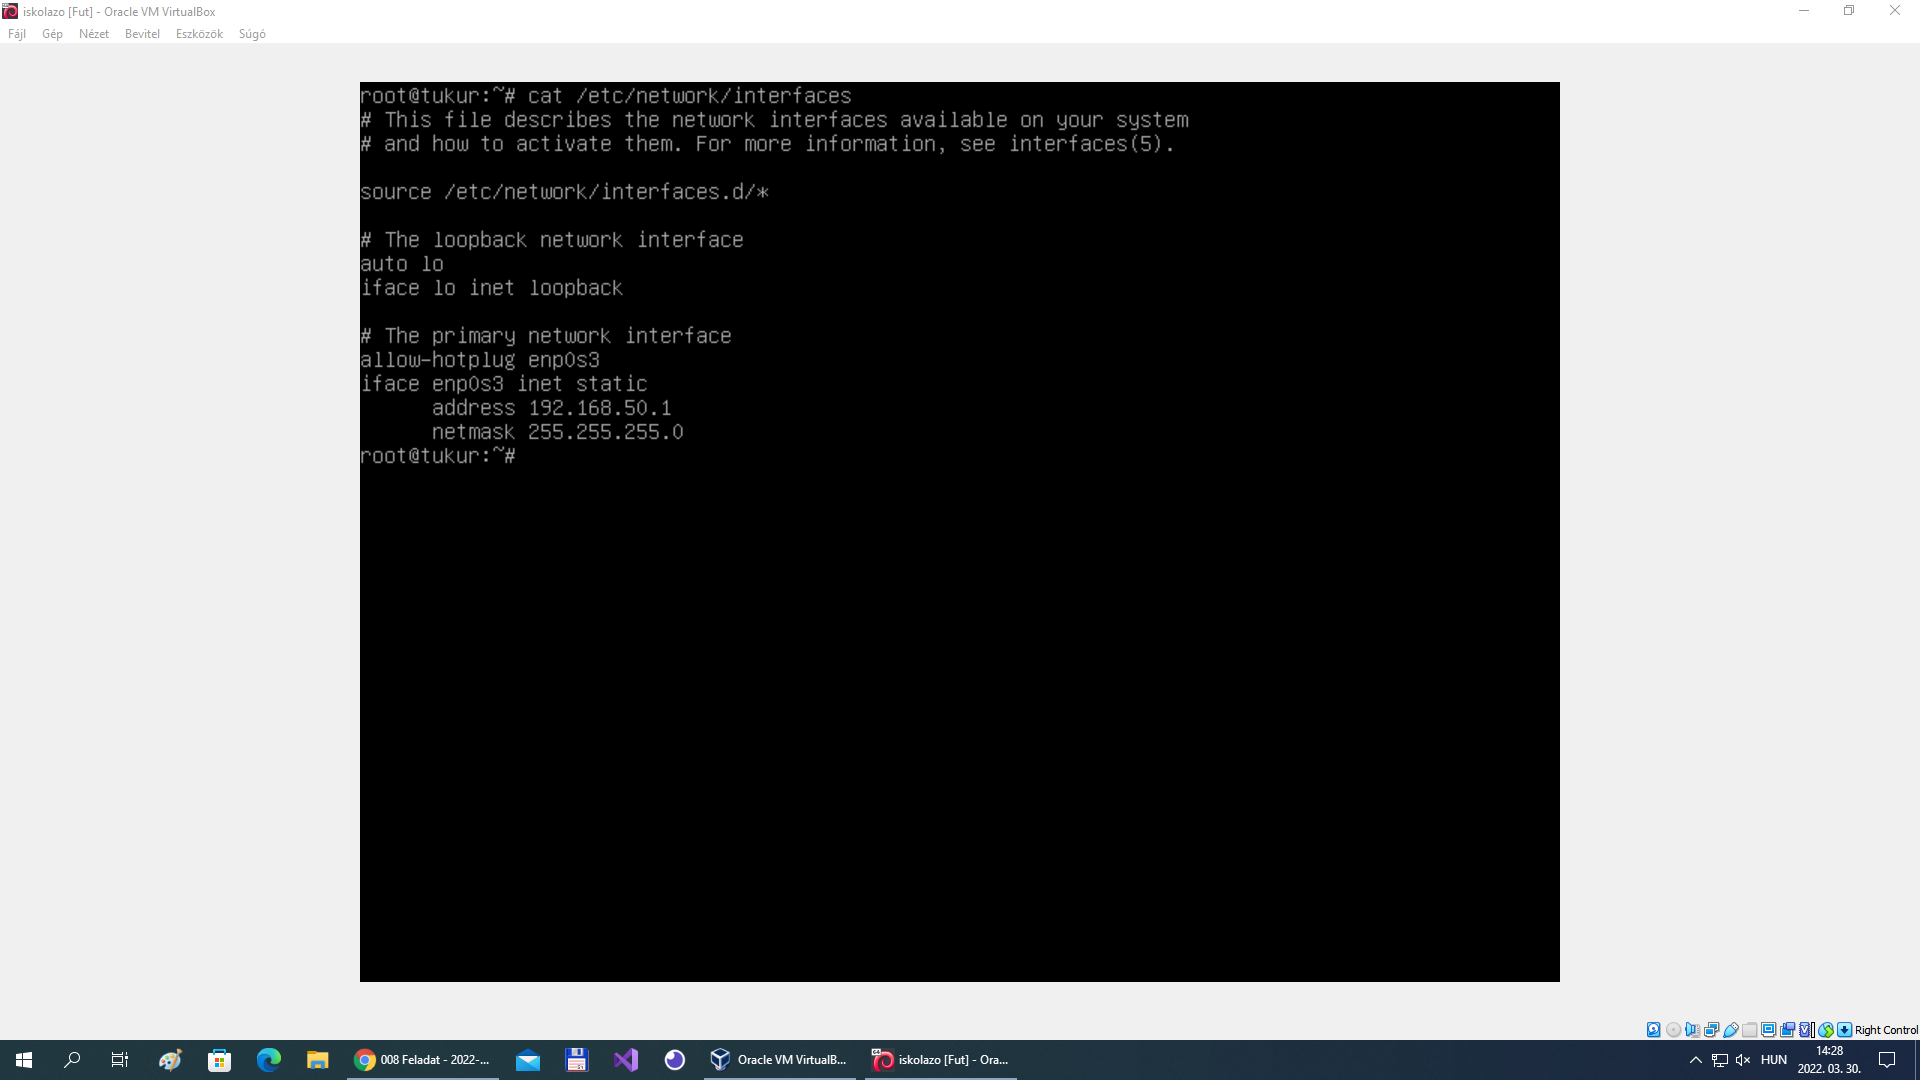 iskolazo [Fut] - Oracle VM VirtualBox
Fájl Gép Nézet Bevitel Eszközök Súgó
root@tukur:~# cat /etc/network/interfaces
# This file describes the network interfaces available on your system
# and how to activate them. For more information, see interfaces(5).
source /etc/network/interfaces.d/*
# The loopback network interface
auto lo
iface lo inet loopback
# The primary network interface
allow-hotplug enp0s3
iface enp0s3 inet static
address 192.168.50.1
netmask 255.255.255.0
root@tukur:~#
Right Control
008 Feladat - 2022-... Oracle VM VirtualB... iskolazo [Fut] - Ora... HUN 14:28
2022. 03. 30.